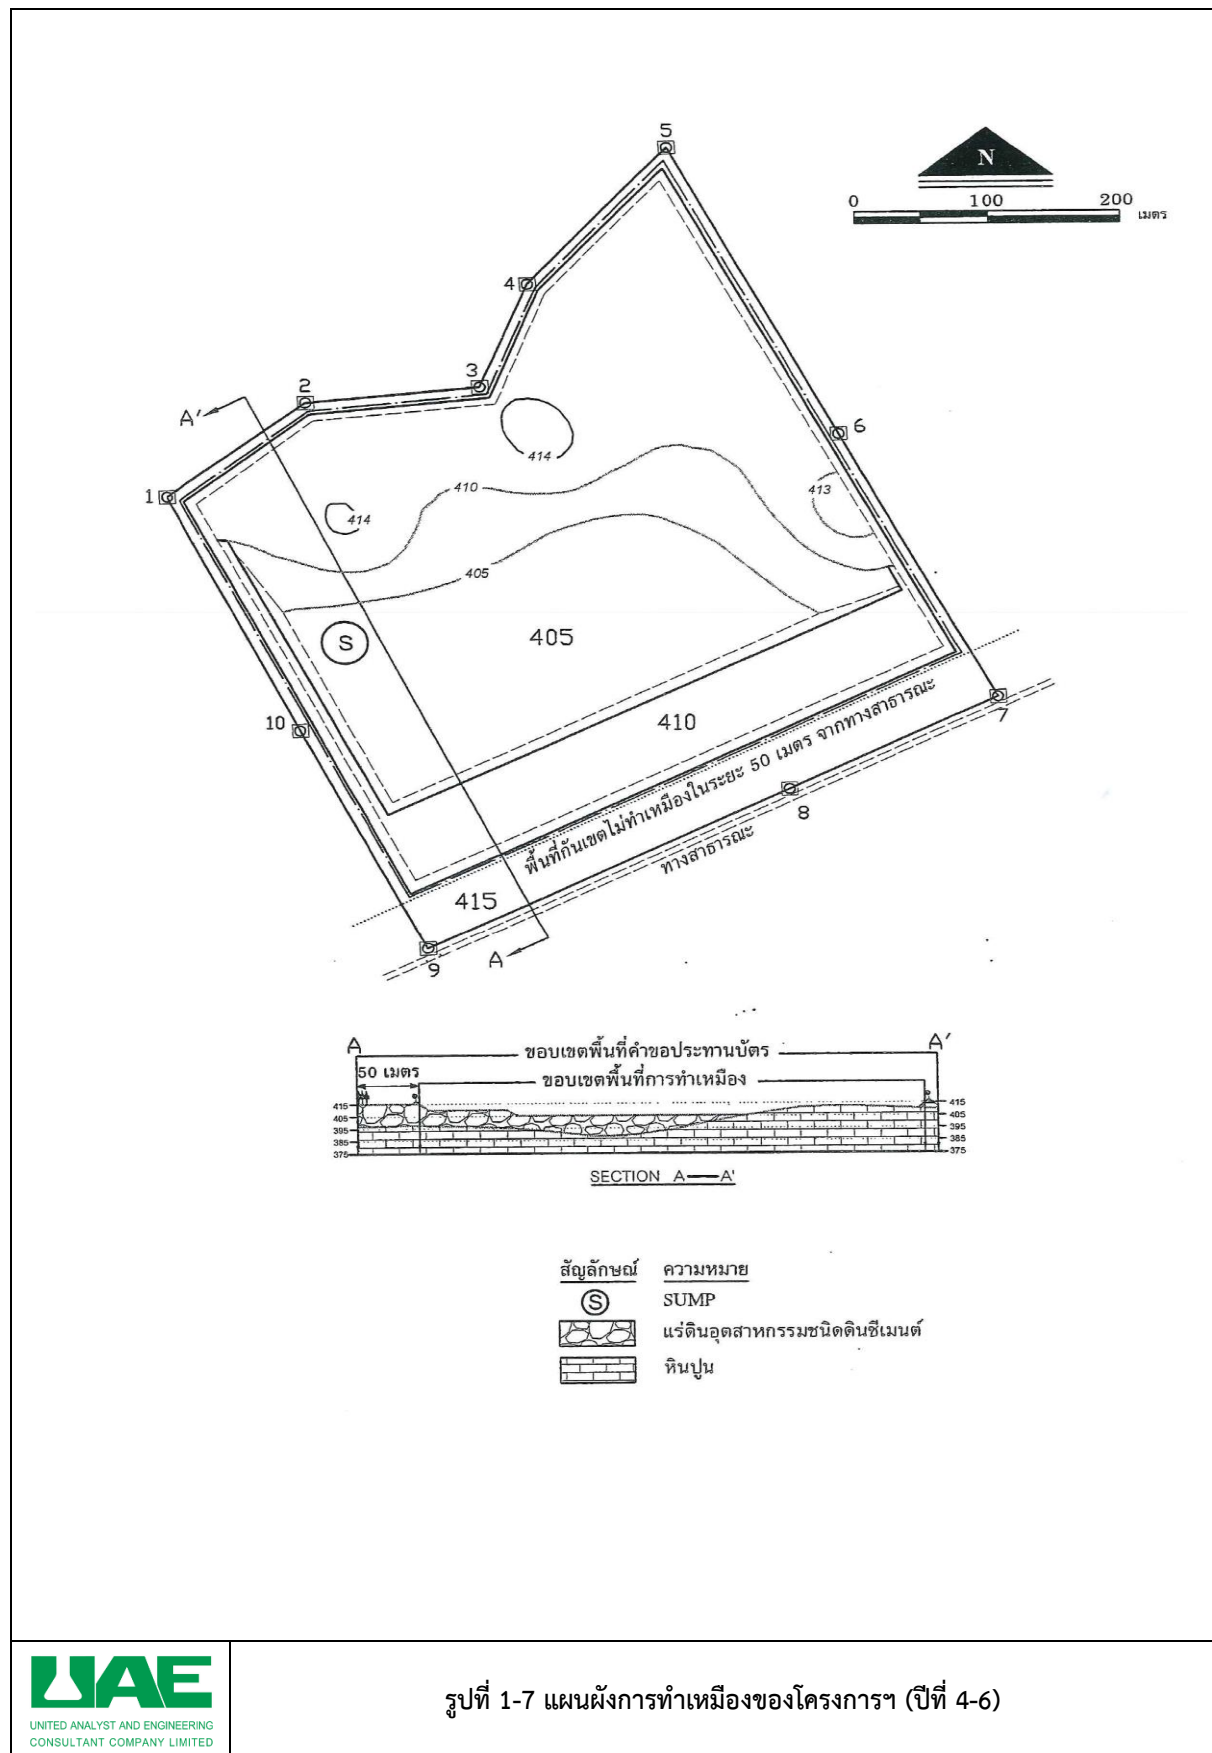 5
N
0 100 200
เมตร
4
3
2
A'
6
1
414
410
413
414
405
S
405
10
410
7
พื้นที่กันเขตไม่ทำเหมืองในระยะ 50 เมตร จากทางสาธารณะ
8
ทางสาธารณะ
415
A
9
A A'
ขอบเขตพื้นที่คำขอประทานบัตร
50 เมตร
ขอบเขตพื้นที่การทำเหมือง
415 415
405 405
395 395
385 385
375 375
SECTION A—A'
สัญลักษณ์ ความหมาย
S SUMP
แร่ดินอุตสาหกรรมชนิดดินซีเมนต์
หินปูน
UAE
UNITED ANALYST AND ENGINEERING
CONSULTANT COMPANY LIMITED
รูปที่ 1-7 แผนผังการทำเหมืองของโครงการฯ (ปีที่ 4-6)